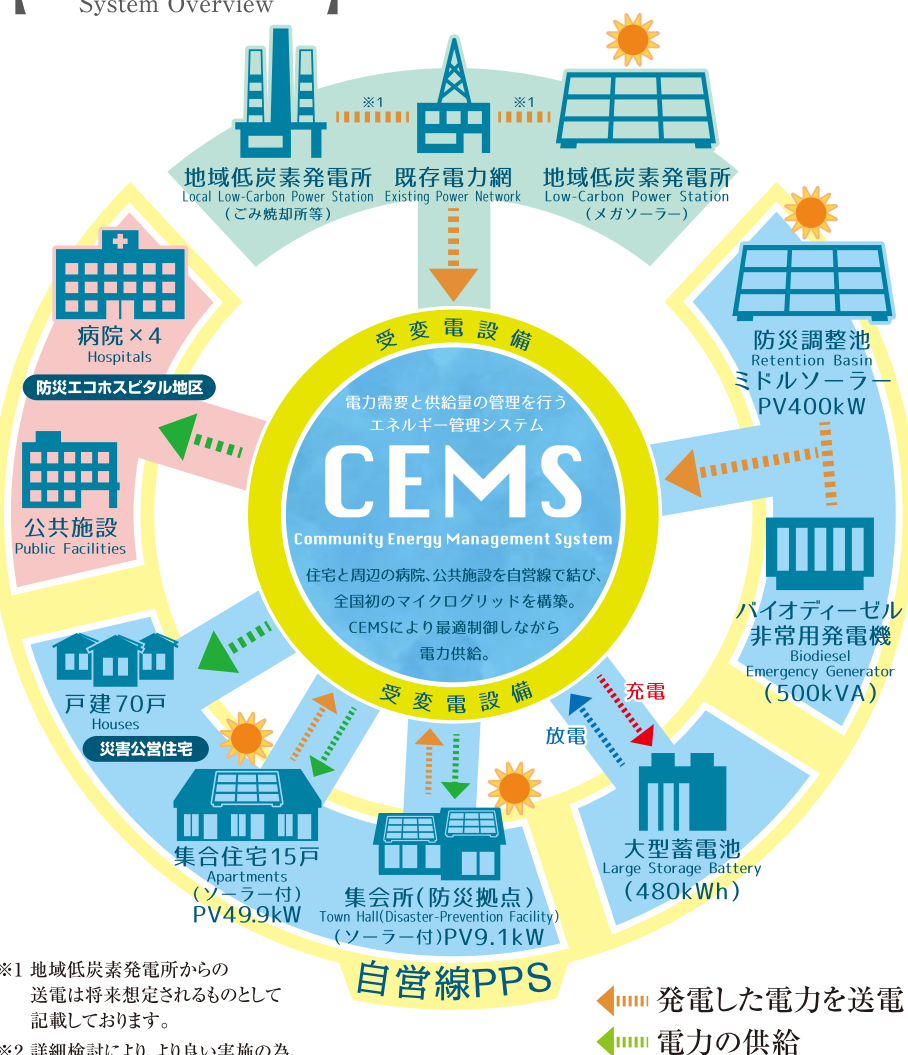 System Overview
※1
※1
地域低炭素発電所
Local Low-Carbon Power Station
(ごみ焼却所等)
既存電力網
Existing Power Network
地域低炭素発電所
Low-Carbon Power Station
(メガソーラー)
病院×4
Hospitals
防災エコホスピタル地区
公共施設
Public Facilities
受変電設備
電力需要と供給量の管理を行う
エネルギー管理システム
CEMS
Community Energy Management System
住宅と周辺の病院、公共施設を自営線で結び、
全国初のマイクログリッドを構築。
CEMSにより最適制御しながら
電力供給。
受変電設備
防災調整池
Retention Basin
ミドルソーラー
PV400kW
バイオディーゼル
非常用発電機
Biodiesel
Emergency Generator
(500kVA)
戸建70戸
Houses
災害公営住宅
集合住宅15戸
Apartments
(ソーラー付)
PV49.9kW
集会所(防災拠点)
Town Hall(Disaster-Prevention Facility)
(ソーラー付)PV9.1kW
充電
放電
大型蓄電池
Large Storage Battery
(480kWh)
自営線PPS
※1 地域低炭素発電所からの
送電は将来想定されるものとして
記載しております。
※2 詳細検討により、より良い実施の為、
発電した電力を送電
電力の供給